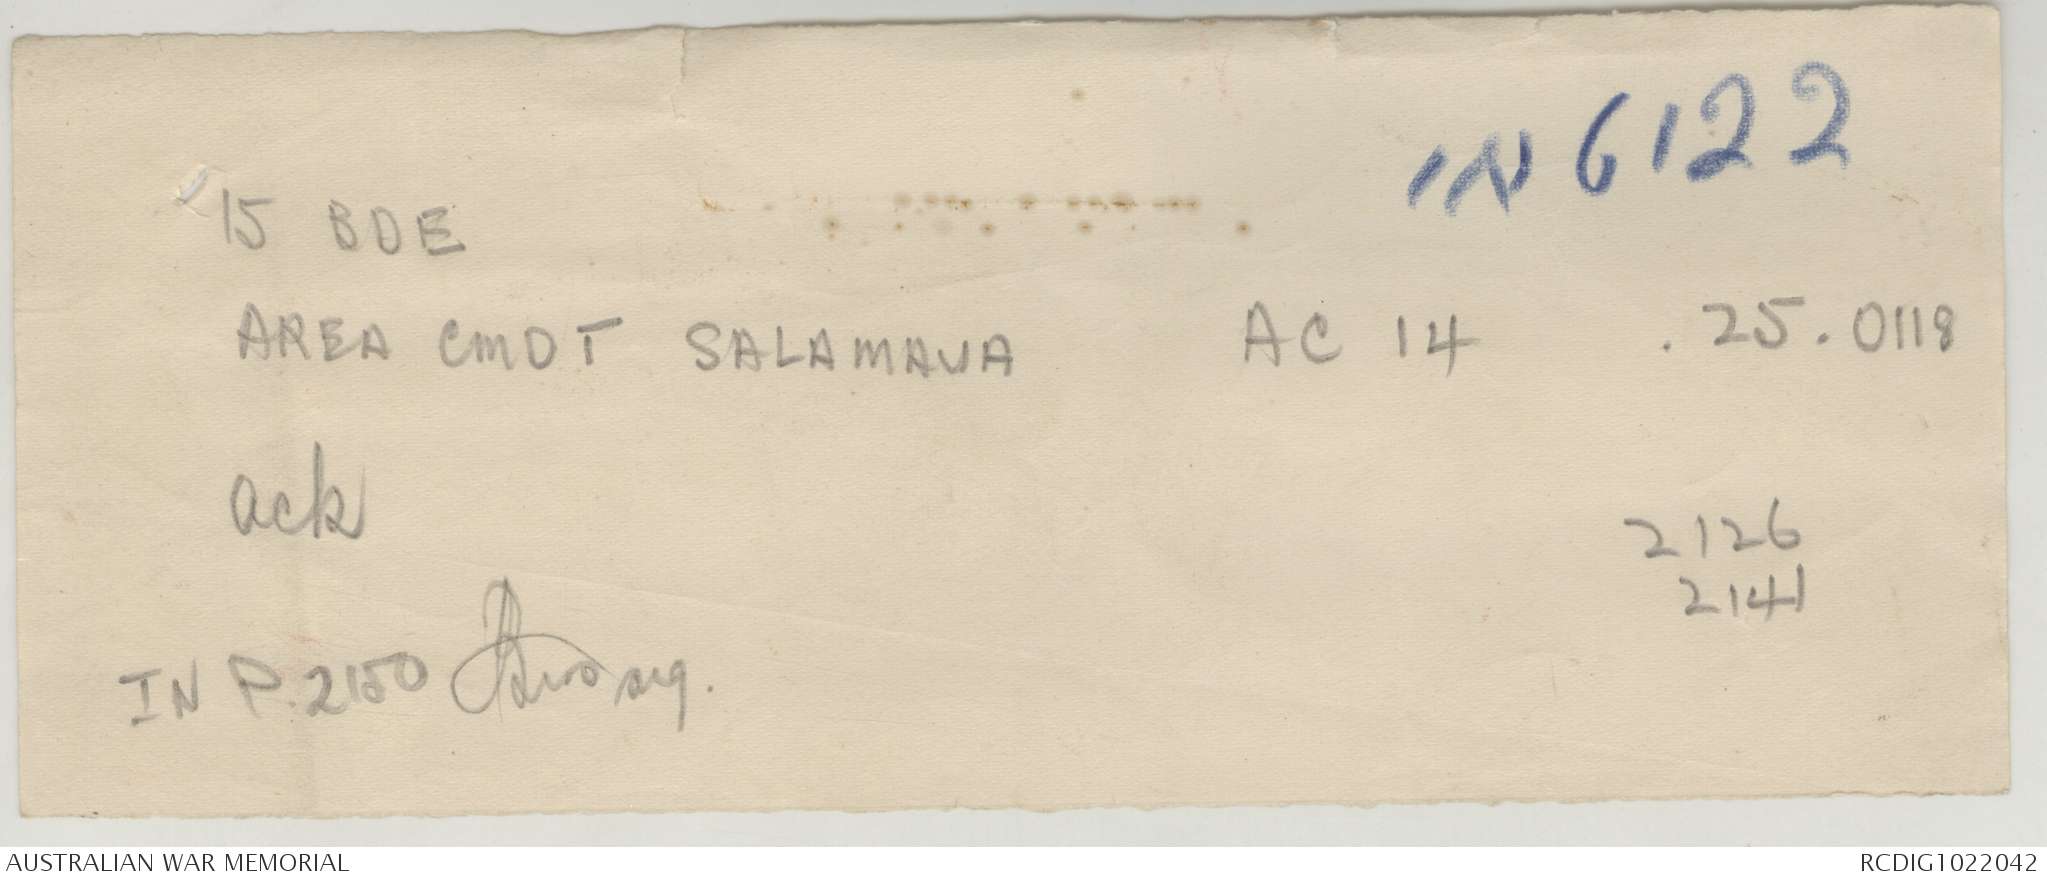 IN 6122
15 BDE
AREA CMDT SALAMAUA AC 14 . 25 . 0118
ack
2126
2141
IN P. 2150 sig.
AUSTRALIAN WAR MEMORIAL RCDIG1022042